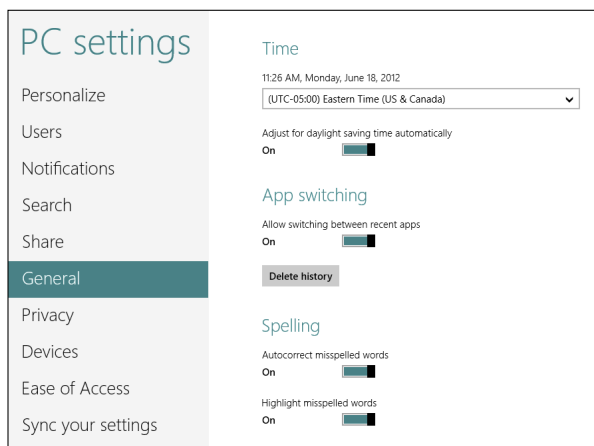 PC settings
Personalize
Users
Notifications
Search
Share
General
Privacy
Devices
Ease of Access
Sync your settings
Time
11:26 AM, Monday, June 18, 2012
(UTC-05:00) Eastern Time (US & Canada)
Adjust for daylight saving time automatically
On
App switching
Allow switching between recent apps
On
Delete history
Spelling
Autocorrect misspelled words
On
Highlight misspelled words
On